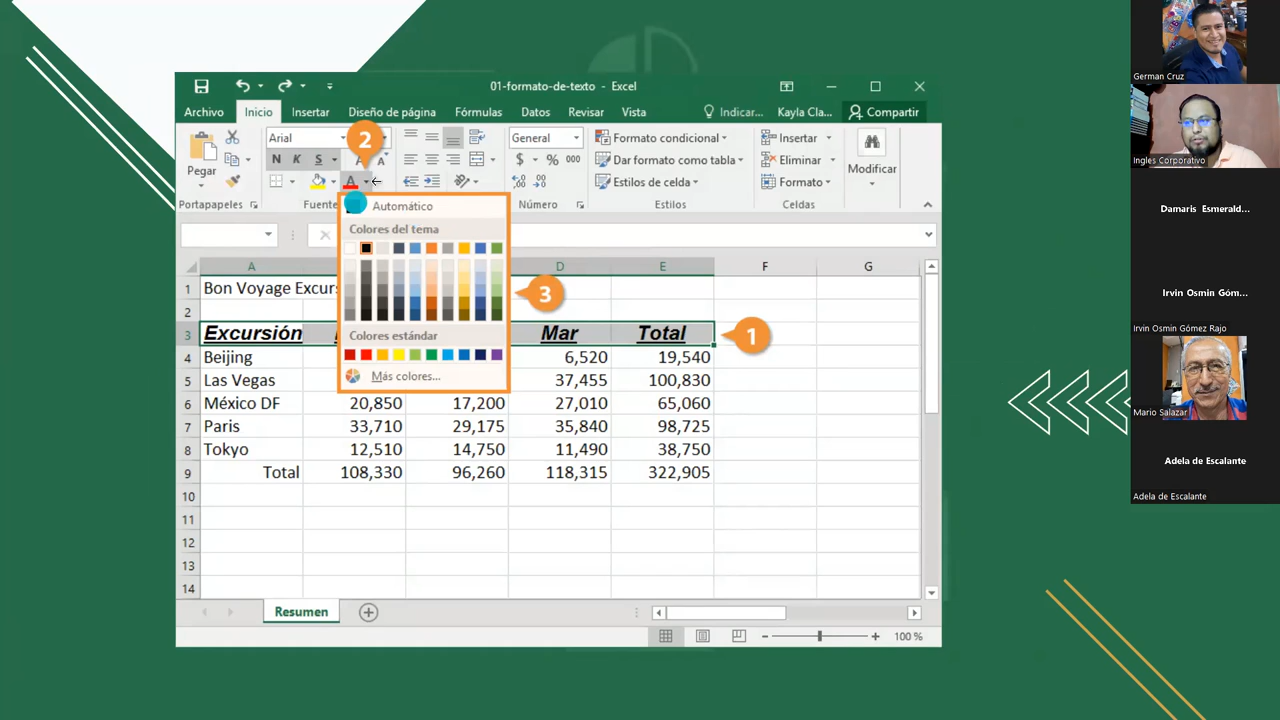 01-formato-de-texto - Excel
Archivo Inicio Insertar Diseño de página Fórmulas Datos Revisar Vista Indicar... Kayla Cla... Compartir
Arial General Formato condicional Insertar
Pegar N K S A A $ % 000 Dar formato como tabla Eliminar Modificar
A Estilos de celda Formato
Portapapeles Fuente Número Estilos Celdas
2
Automático
Colores del tema
Colores estándar
Más colores...
3
1
A D E F G
1 Bon Voyage Excurs
2
3 Excursión Mar Total
4 Beijing 6,520 19,540
5 Las Vegas 37,455 100,830
6 México DF 20,850 17,200 27,010 65,060
7 Paris 33,710 29,175 35,840 98,725
8 Tokyo 12,510 14,750 11,490 38,750
9 Total 108,330 96,260 118,315 322,905
10
11
12
13
14
Resumen
100 %
German Cruz
Ingles Corporativo
Damaris Esmerald...
Irvin Osmin Góm...
Irvin Osmin Gómez Rajo
Mario Salazar
Adela de Escalante
Adela de Escalante